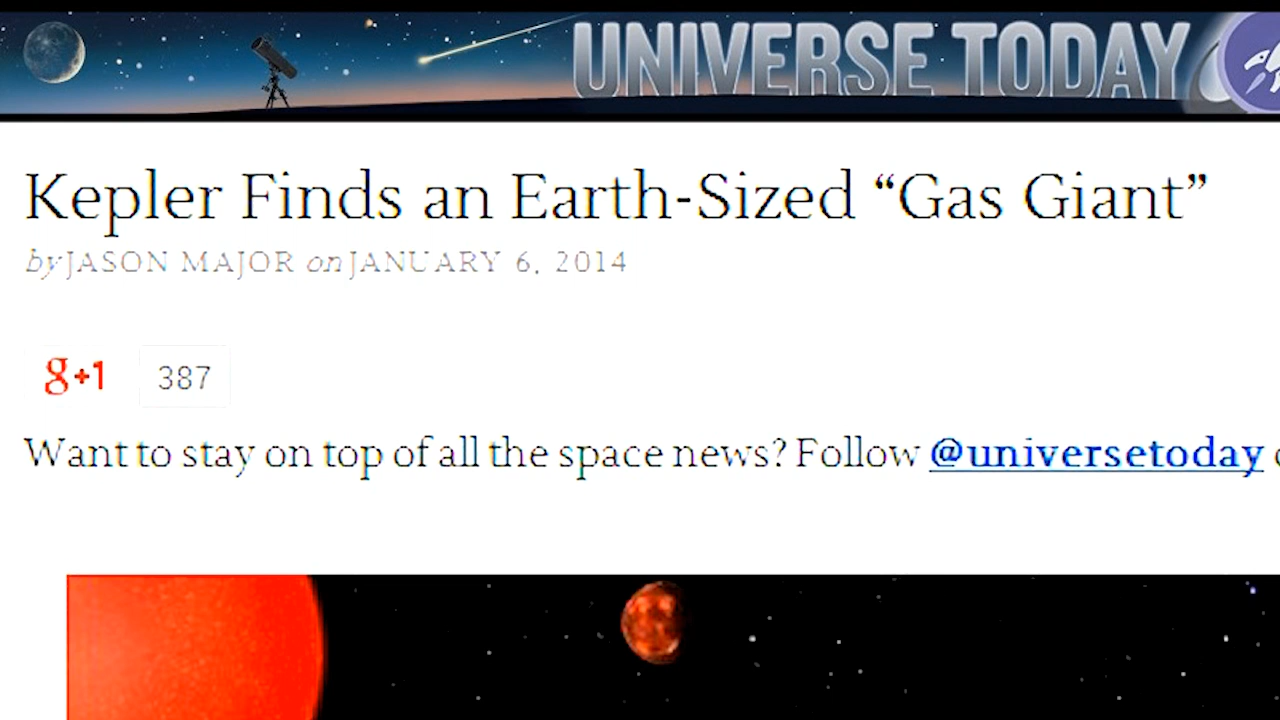 UNIVERSE TODAY
Kepler Finds an Earth-Sized “Gas Giant”
by JASON MAJOR on JANUARY 6, 2014
g+1 387
Want to stay on top of all the space news? Follow @universetoday